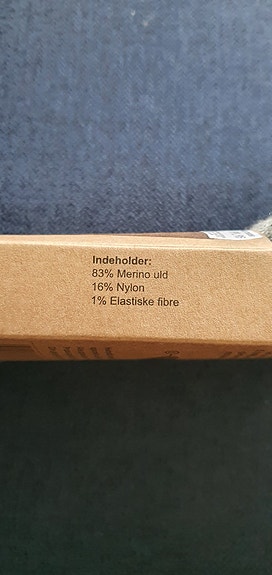 Indeholder:
83% Merino uld
16% Nylon
1% Elastiske fibre